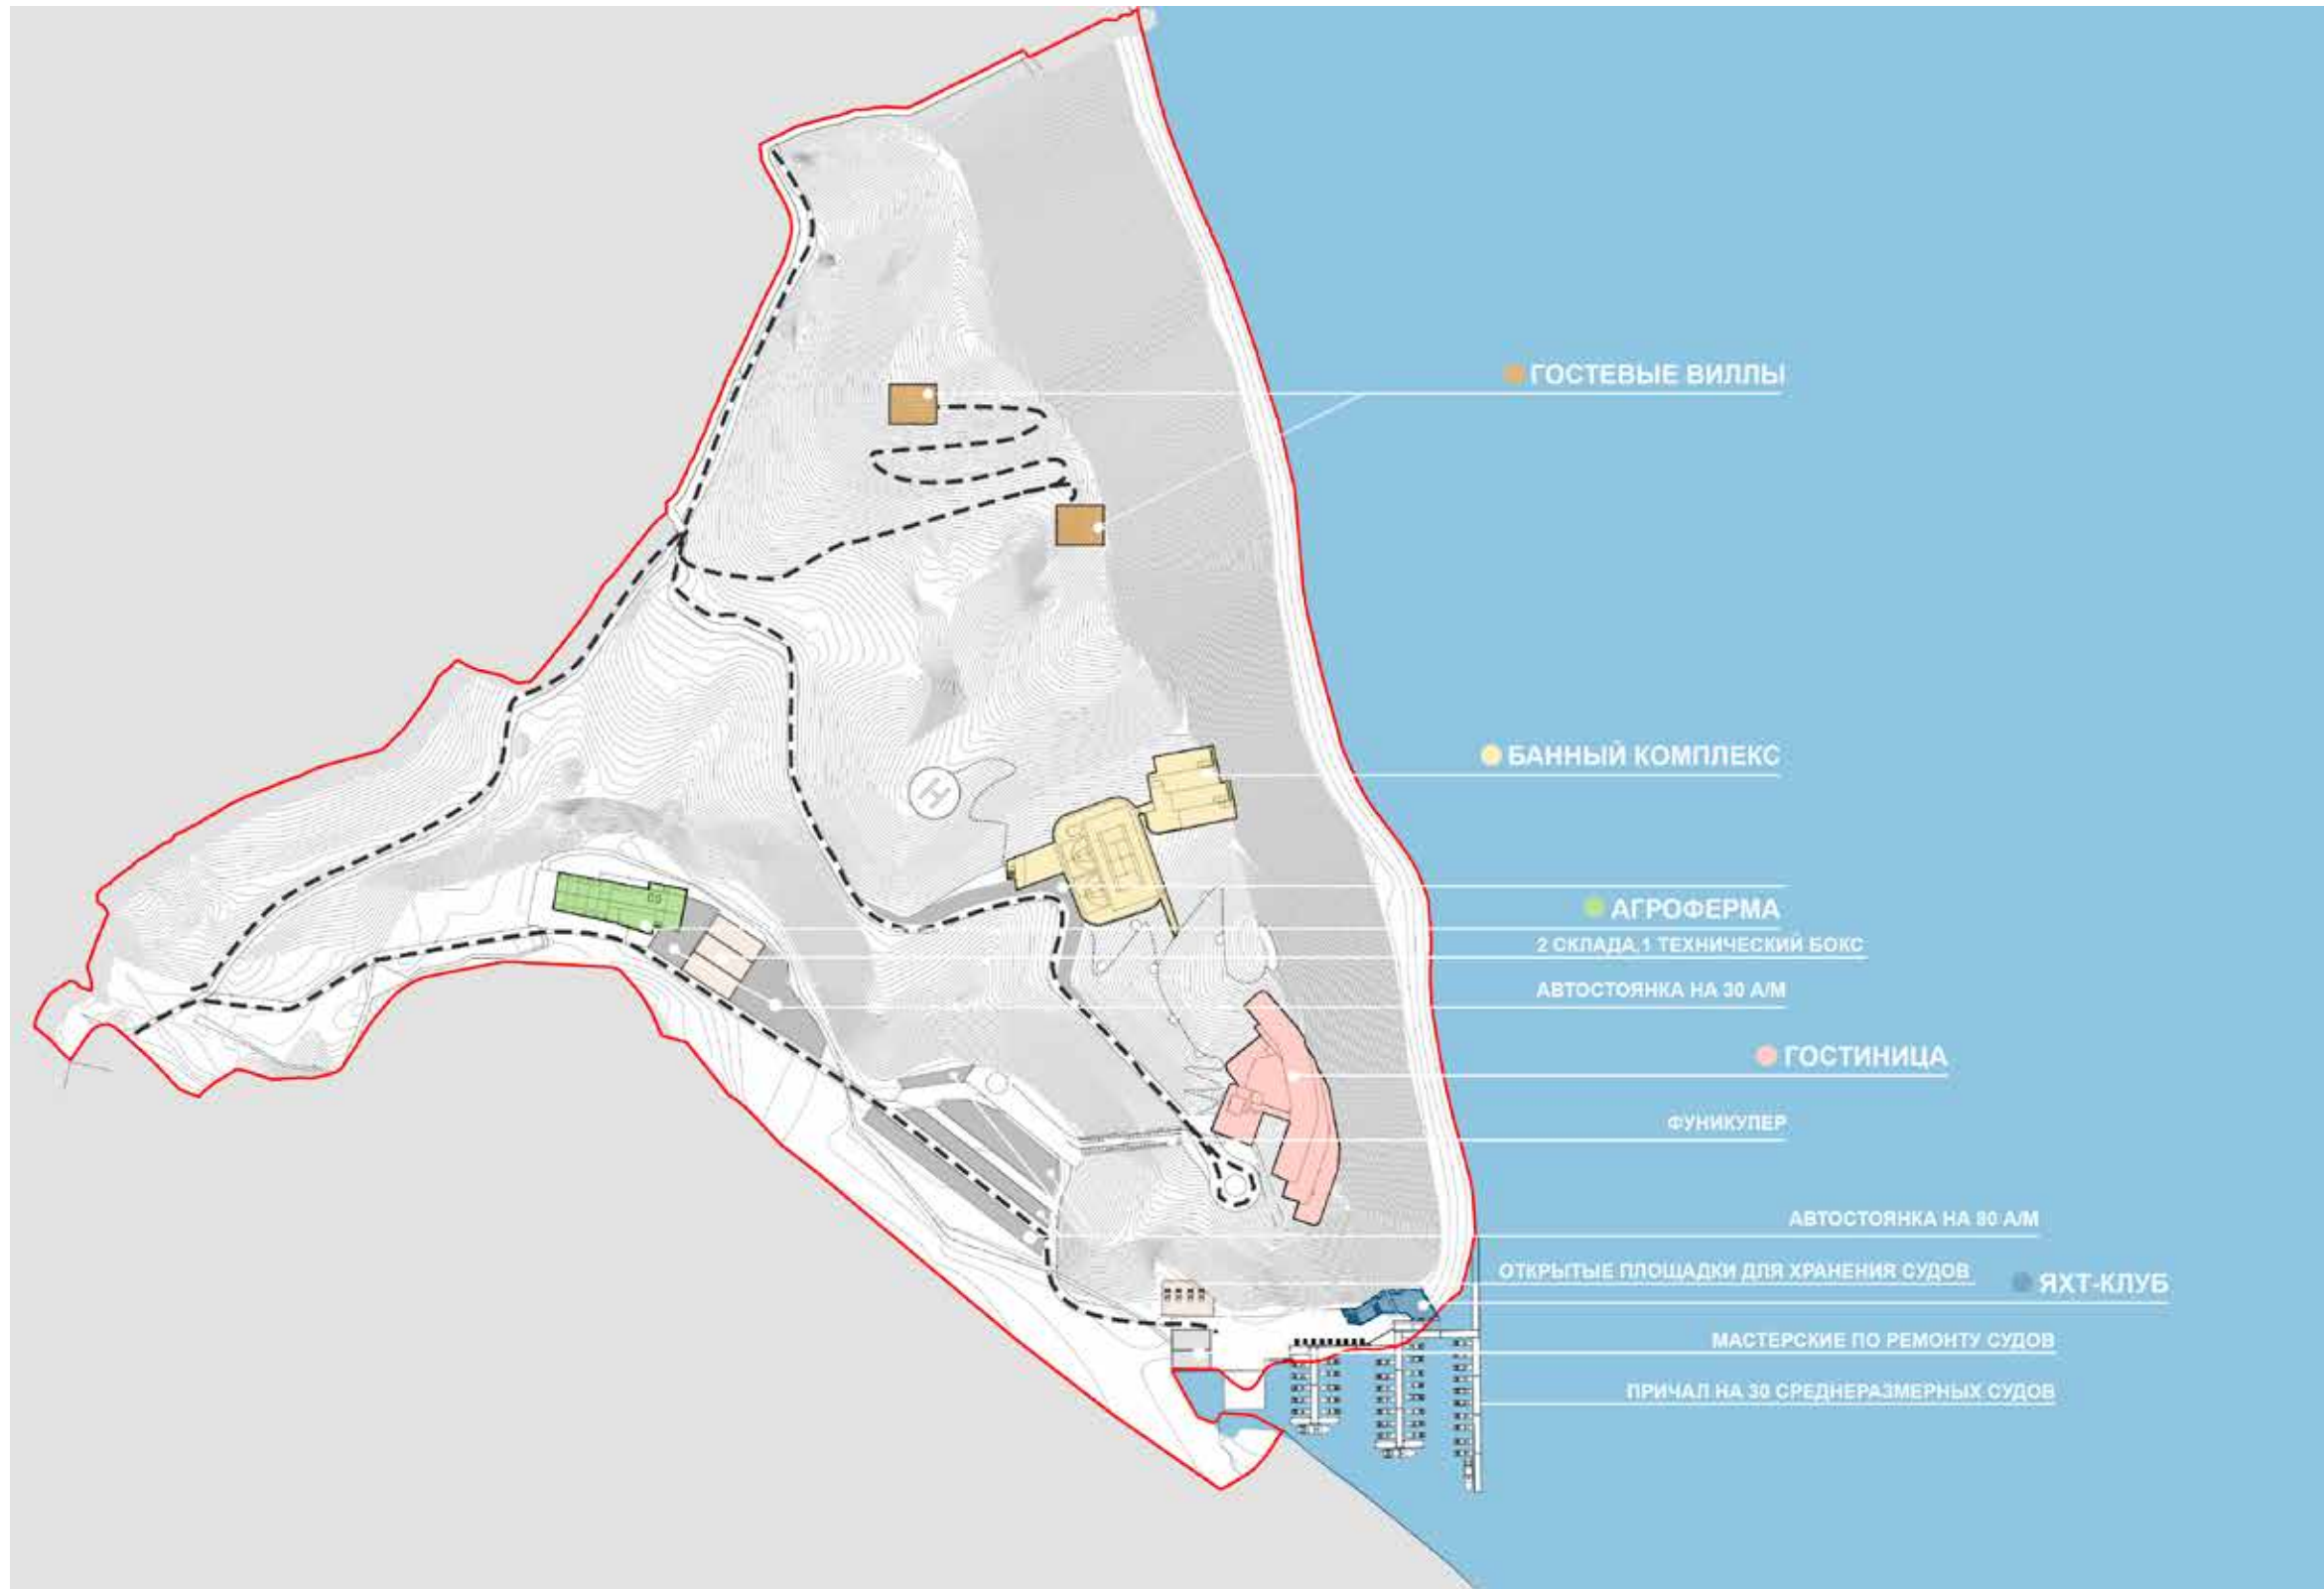 ГОСТЕВЫЕ ВИЛЛЫ
БАННЫЙ КОМПЛЕКС
H
АГРОФЕРМА
2 СКЛАДА,1 ТЕХНИЧЕСКИЙ БОКС
АВТОСТОЯНКА НА 30 А/М
ГОСТИНИЦА
ФУНИКУЛЕР
АВТОСТОЯНКА НА 80 А/М
ОТКРЫТЫЕ ПЛОЩАДКИ ДЛЯ ХРАНЕНИЯ СУДОВ
ЯХТ-КЛУБ
МАСТЕРСКИЕ ПО РЕМОНТУ СУДОВ
ПРИЧАЛ НА 30 СРЕДНЕРАЗМЕРНЫХ СУДОВ